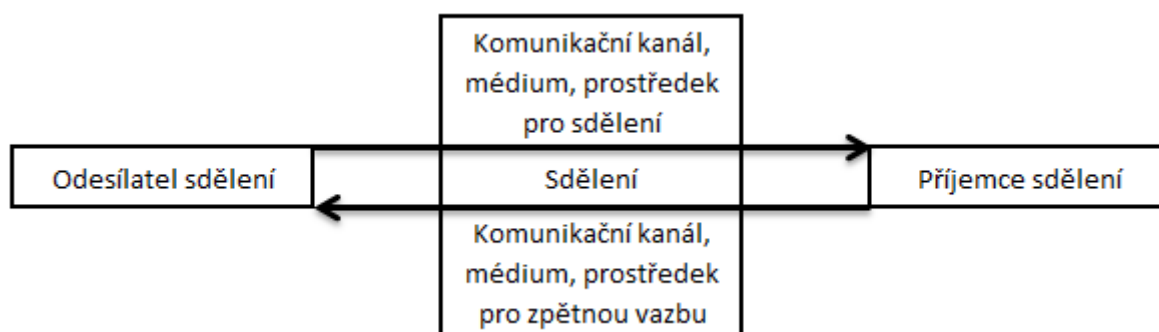 Komunikační kanál,
médium, prostředek
pro sdělení
Odesílatel sdělení
Sdělení
Příjemce sdělení
Komunikační kanál,
médium, prostředek
pro zpětnou vazbu